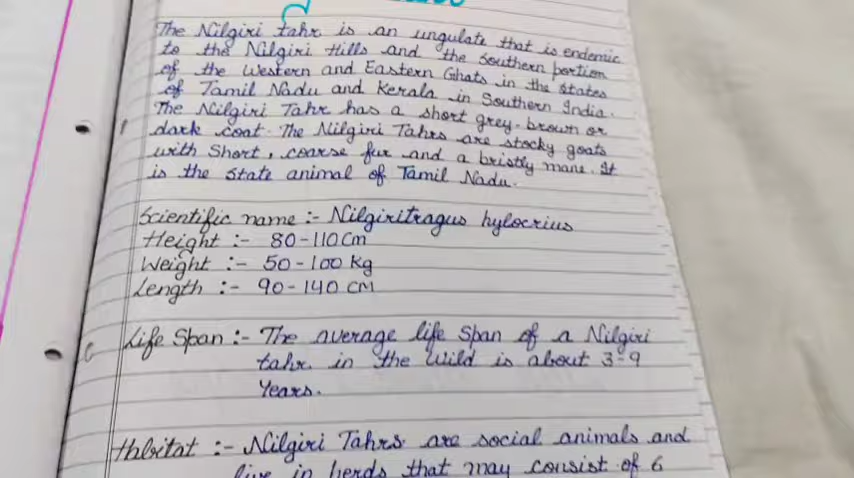 The Nilgiri tahr is an ungulate that is endemic
to the Nilgiri Hills and the Southern portion
of the Western and Eastern Ghats in the States
of Tamil Nadu and Kerala in Southern India.
The Nilgiri Tahr has a short grey-brown or
dark coat. The Nilgiri Tahrs are stocky goats
with Short, coarse fur and a bristly mane. It
is the State animal of Tamil Nadu.
Scientific name :- Nilgiritragus hylocrius
Height :- 80-110 cm
Weight :- 50-100 kg
Length :- 90-140 CM
Life Span :- The average life Span of a Nilgiri
tahr in the wild is about 3-9
Years.
Habitat :- Nilgiri Tahrs are social animals and
live in herds that may consist of 6